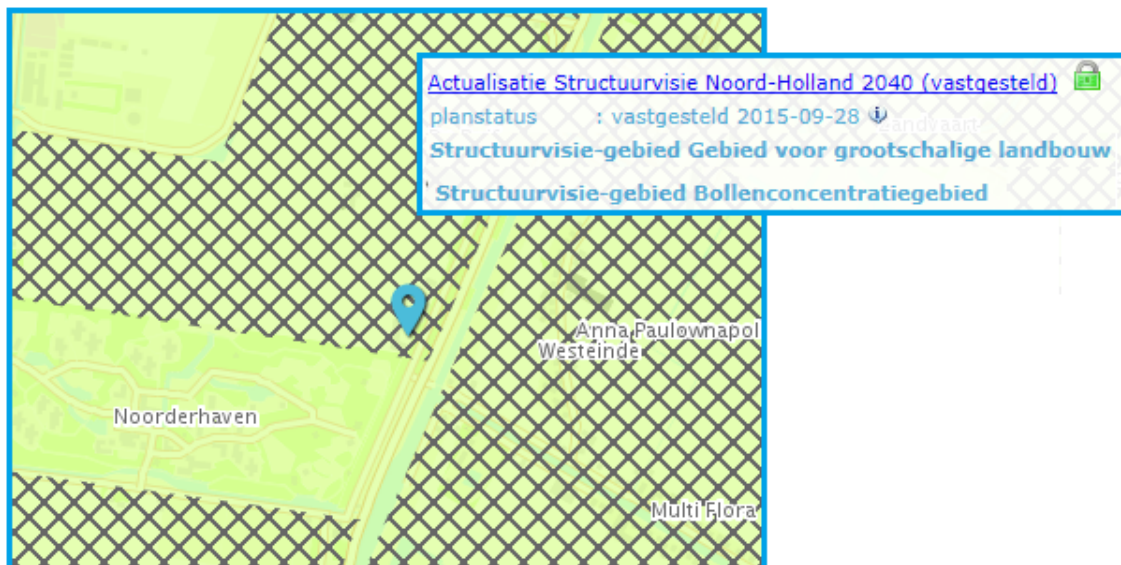 Actualisatie Structuurvisie Noord-Holland 2040 (vastgesteld)
planstatus : vastgesteld 2015-09-28
Zandvaart
Structuurvisie-gebied Gebied voor grootschalige landbouw
Structuurvisie-gebied Bollenconcentratiegebied
Anna Paulownapol
Westeinde
Noorderhaven
Multi Flora